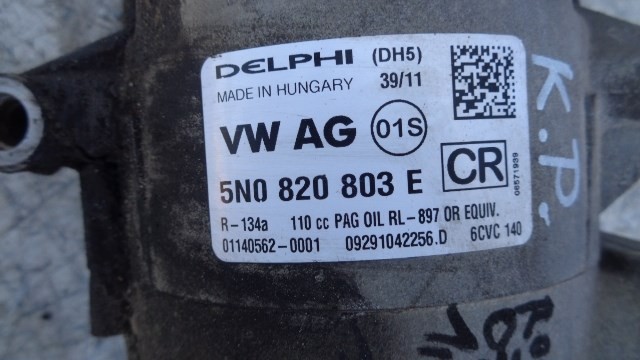 DELPHI (DH5)
MADE IN HUNGARY 39/11
VW AG 01S
5N0 820 803 E CR
06571939
R-134a 110 cc PAG OIL RL-897 OR EQUIV.
01140562-0001 09291042256.D 6CVC 140
K.P.